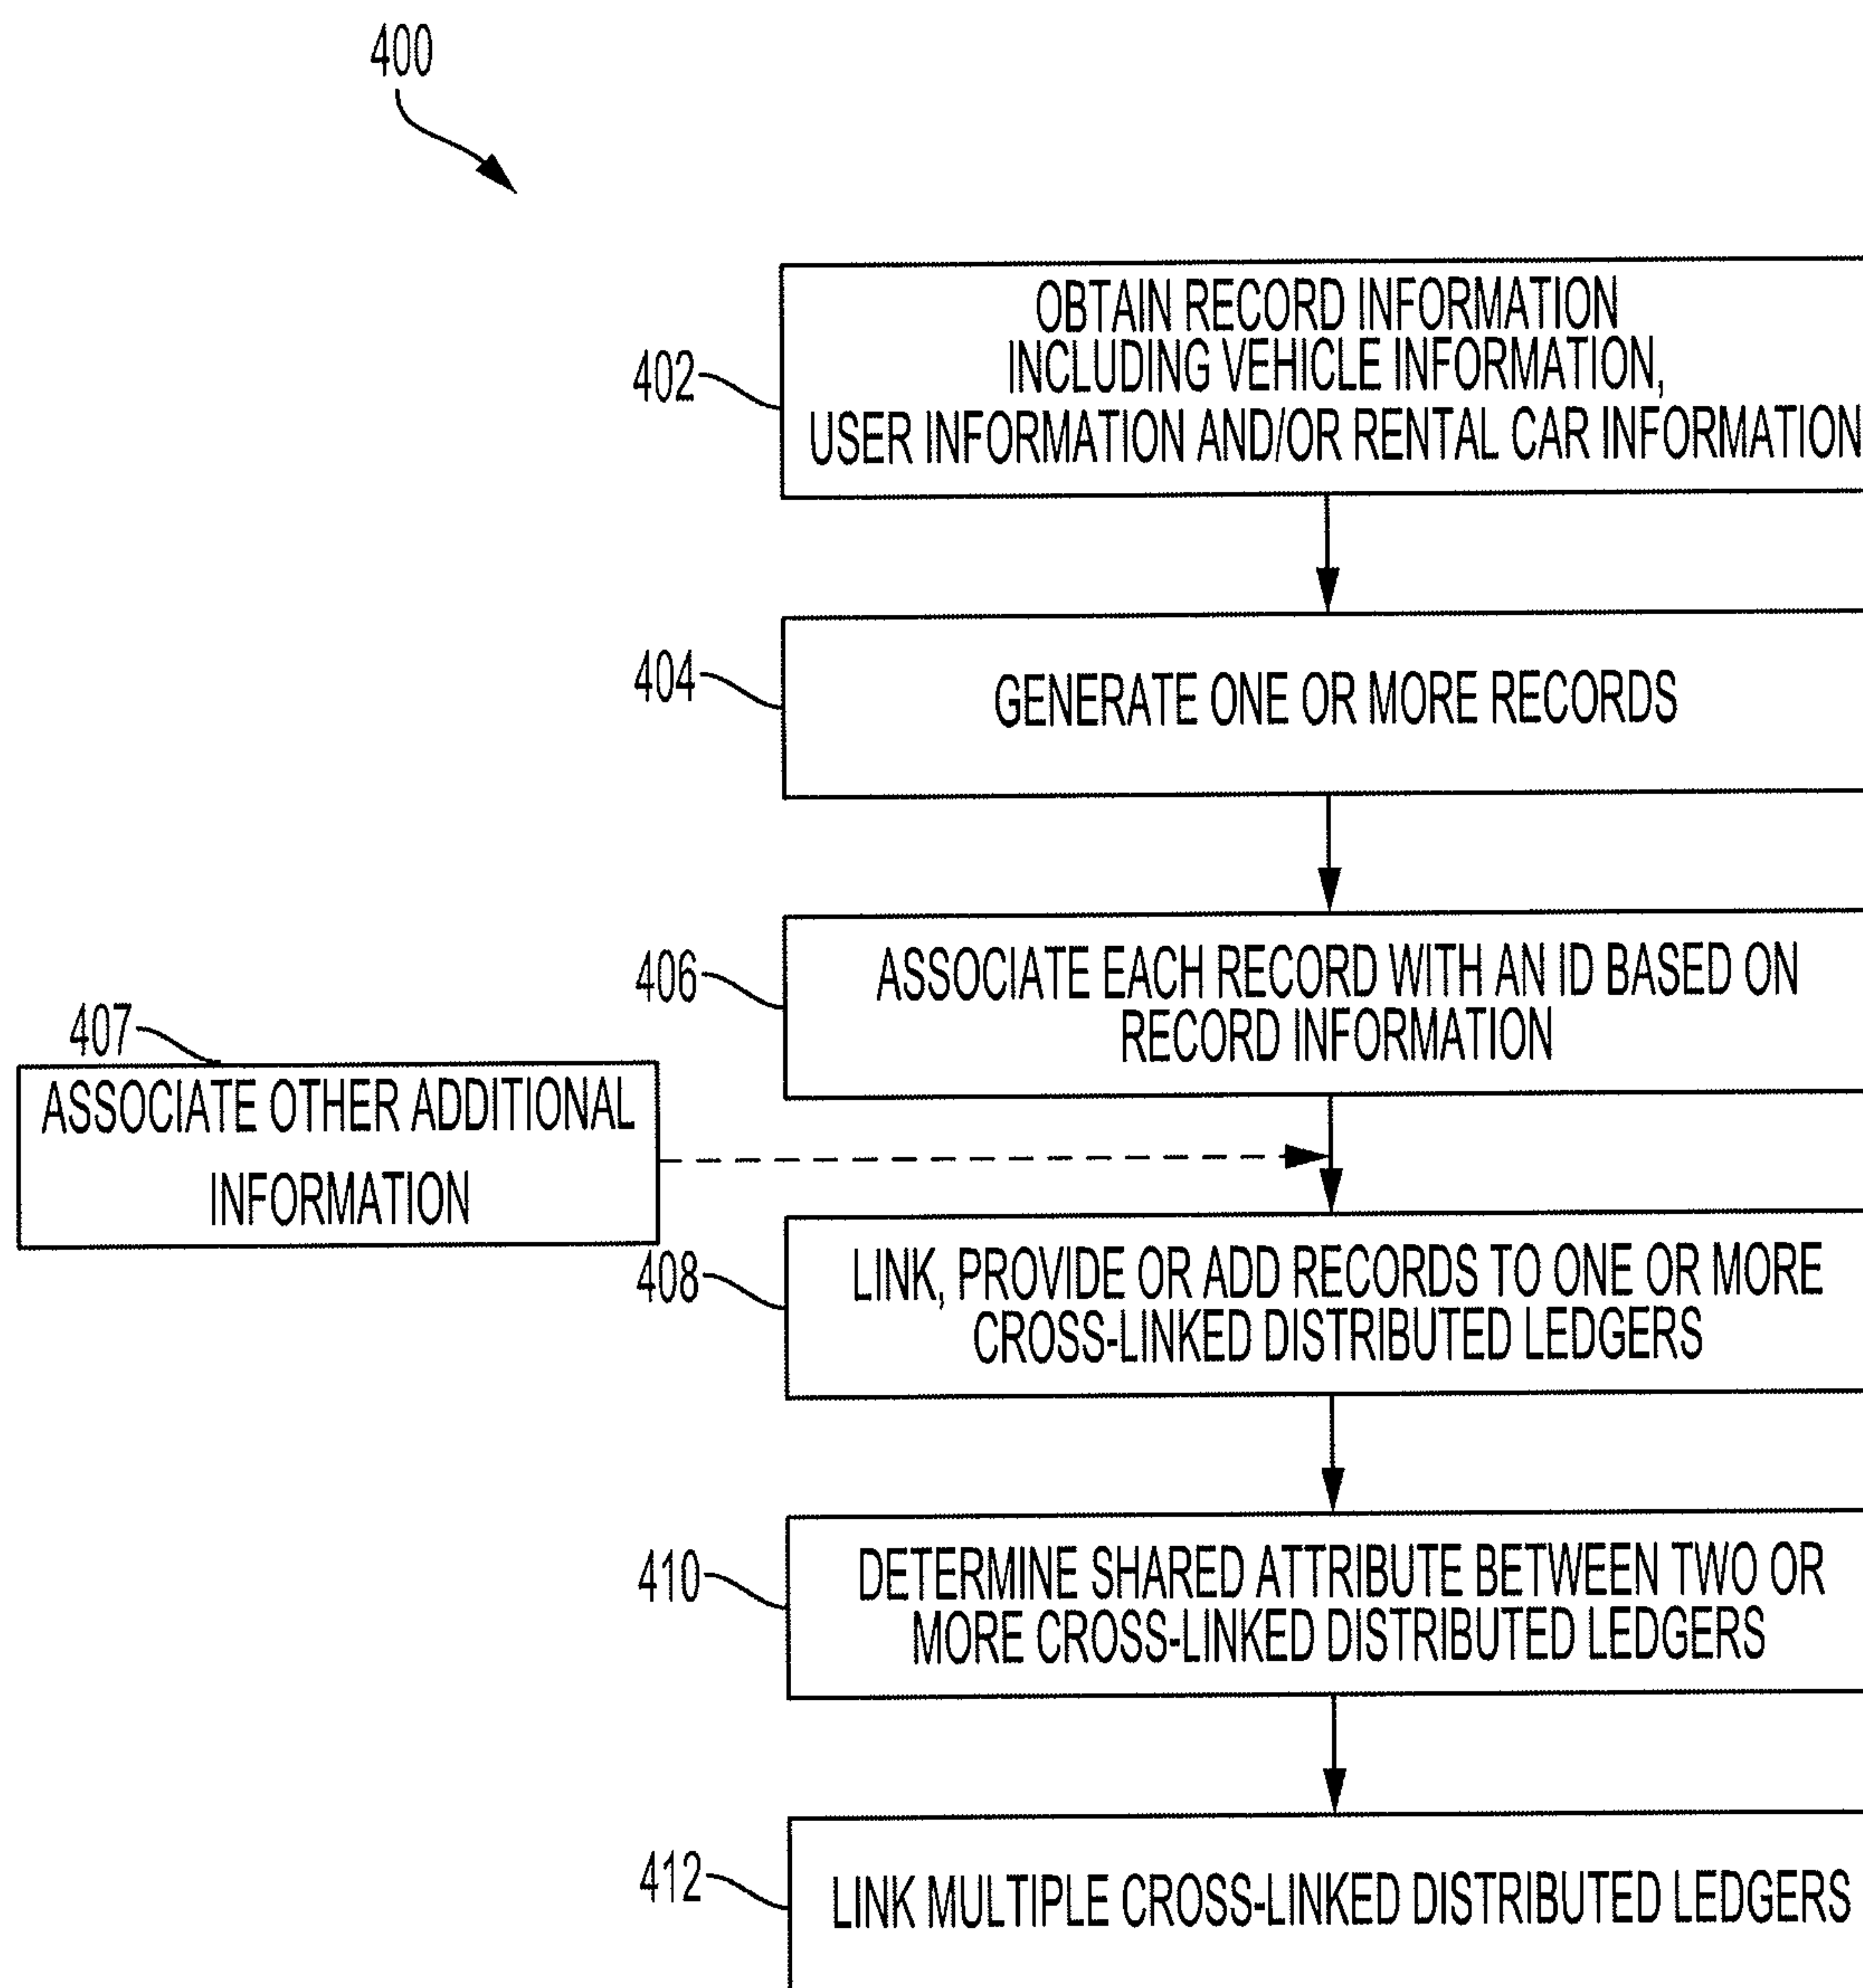 400
402
OBTAIN RECORD INFORMATION
INCLUDING VEHICLE INFORMATION,
USER INFORMATION AND/OR RENTAL CAR INFORMATION
404
GENERATE ONE OR MORE RECORDS
406
ASSOCIATE EACH RECORD WITH AN ID BASED ON
RECORD INFORMATION
407
ASSOCIATE OTHER ADDITIONAL
INFORMATION
408
LINK, PROVIDE OR ADD RECORDS TO ONE OR MORE
CROSS-LINKED DISTRIBUTED LEDGERS
410
DETERMINE SHARED ATTRIBUTE BETWEEN TWO OR
MORE CROSS-LINKED DISTRIBUTED LEDGERS
412
LINK MULTIPLE CROSS-LINKED DISTRIBUTED LEDGERS